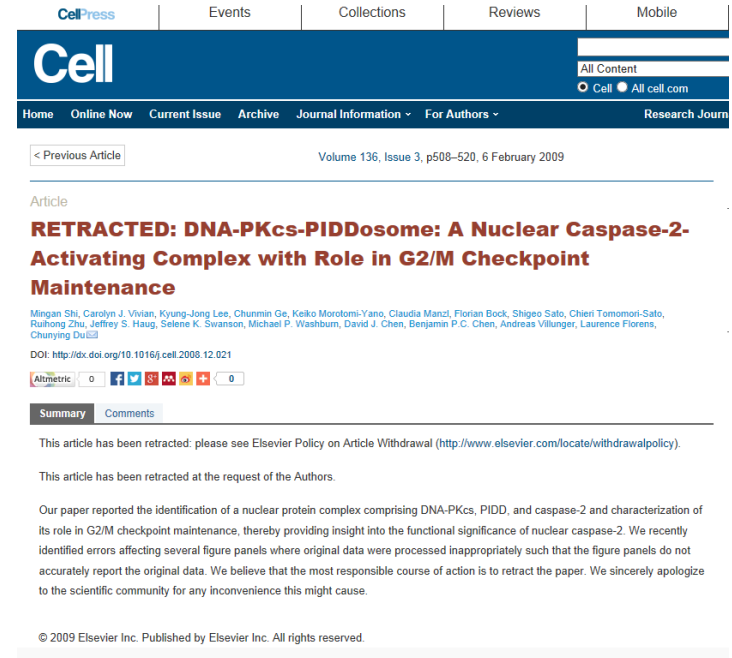 CellPress Events Collections Reviews Mobile
Cell
All Content
Cell All cell.com
Home Online Now Current Issue Archive Journal Information For Authors Research Journ
< Previous Article
Volume 136, Issue 3, p508–520, 6 February 2009
Article
RETRACTED: DNA-PKcs-PIDDosome: A Nuclear Caspase-2-
Activating Complex with Role in G2/M Checkpoint
Maintenance
Mingan Shi, Carolyn J. Vivian, Kyung-Jong Lee, Chunmin Ge, Keiko Morotomi-Yano, Claudia Manzl, Florian Bock, Shigeo Sato, Chieri Tomomori-Sato,
Ruihong Zhu, Jeffrey S. Haug, Selene K. Swanson, Michael P. Washburn, David J. Chen, Benjamin P.C. Chen, Andreas Villunger, Laurence Florens,
Chunying Du
DOI: http://dx.doi.org/10.1016/j.cell.2008.12.021
Altmetric 0 0
Summary Comments
This article has been retracted: please see Elsevier Policy on Article Withdrawal (http://www.elsevier.com/locate/withdrawalpolicy).
This article has been retracted at the request of the Authors.
Our paper reported the identification of a nuclear protein complex comprising DNA-PKcs, PIDD, and caspase-2 and characterization of
its role in G2/M checkpoint maintenance, thereby providing insight into the functional significance of nuclear caspase-2. We recently
identified errors affecting several figure panels where original data were processed inappropriately such that the figure panels do not
accurately report the original data. We believe that the most responsible course of action is to retract the paper. We sincerely apologize
to the scientific community for any inconvenience this might cause.
© 2009 Elsevier Inc. Published by Elsevier Inc. All rights reserved.